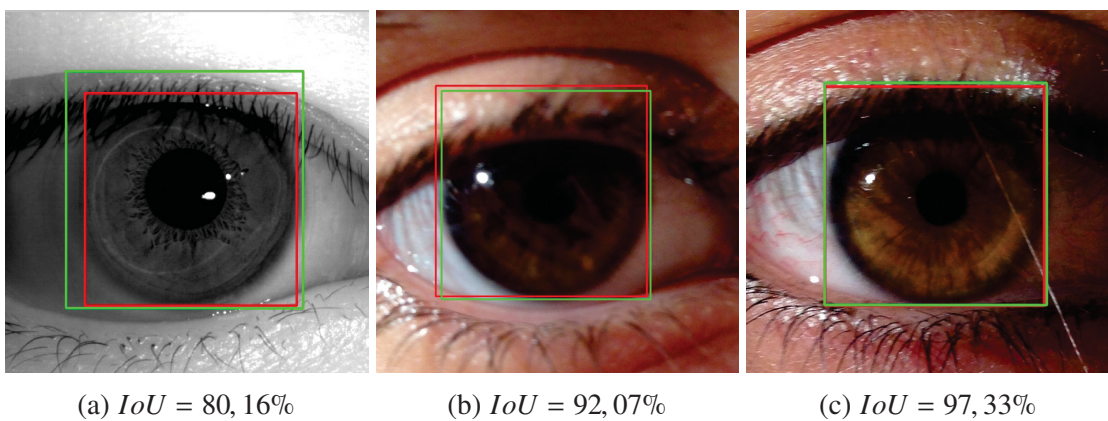 (a) IoU = 80, 16%
(b) IoU = 92, 07%
(c) IoU = 97, 33%